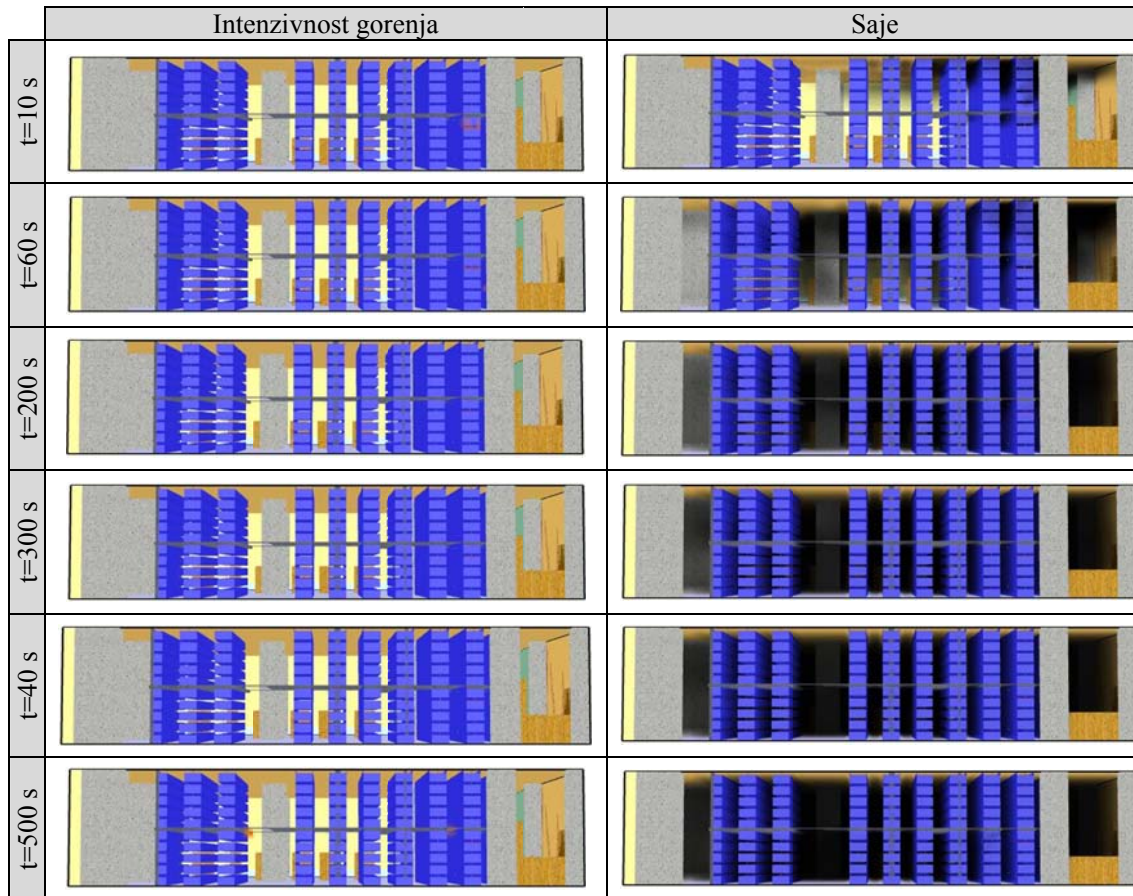 Intenzivnost gorenja
Saje
t=10 s
t=60 s
t=200 s
t=300 s
t=40 s
t=500 s